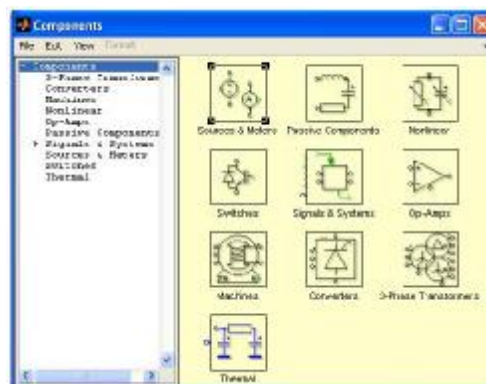 Components
File Edit View Format
Components
3-Phase Transformers
Converters
Machines
NonLinear
Op-Amps
Passive Components
Signals & Systems
Sources & Meters
Switches
Thermal
Sources & Meters Passive Components Nonlinear
Switches Signals & Systems Op-Amps
Machines Converters 3-Phase Transformers
Thermal